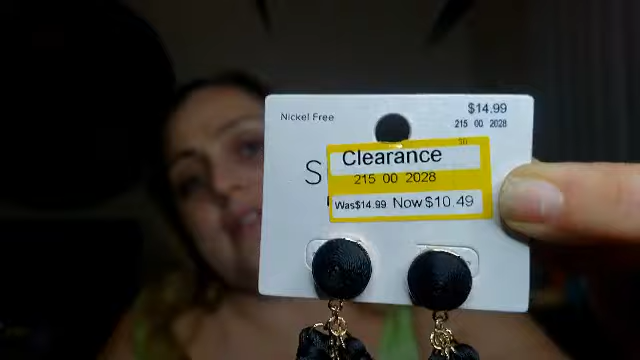 Nickel Free
$14.99
215 00 2028
Clearance
215 00 2028
S
Was$14.99 Now $10.49